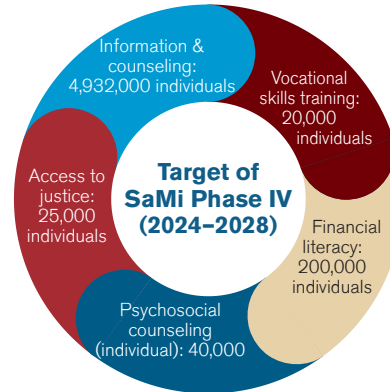 Information &
counseling:
4,932,000 individuals
Vocational
skills training:
20,000
individuals
Access to
justice:
25,000
individuals
Target of
SaMi Phase IV
(2024–2028)
Financial
literacy:
200,000
individuals
Psychosocial
counseling
(individual): 40,000